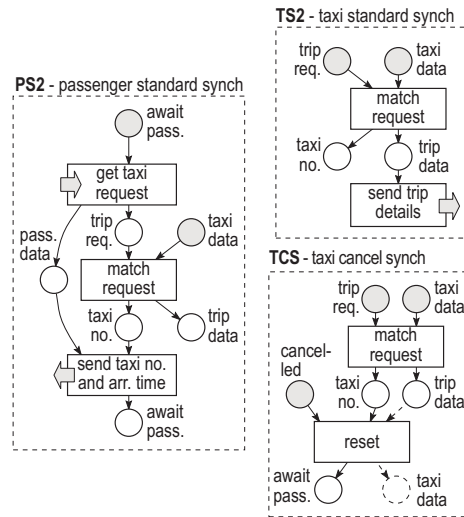 PS2 - passenger standard synch
await
pass.
get taxi
request
pass.
data
trip
req.
taxi
data
match
request
taxi
no.
trip
data
send taxi no.
and arr. time
await
pass.
TS2 - taxi standard synch
trip
req.
taxi
data
match
request
taxi
no.
trip
data
send trip
details
TCS - taxi cancel synch
trip
req.
taxi
data
match
request
cancel-
led
taxi
no.
trip
data
reset
await
pass.
taxi
data